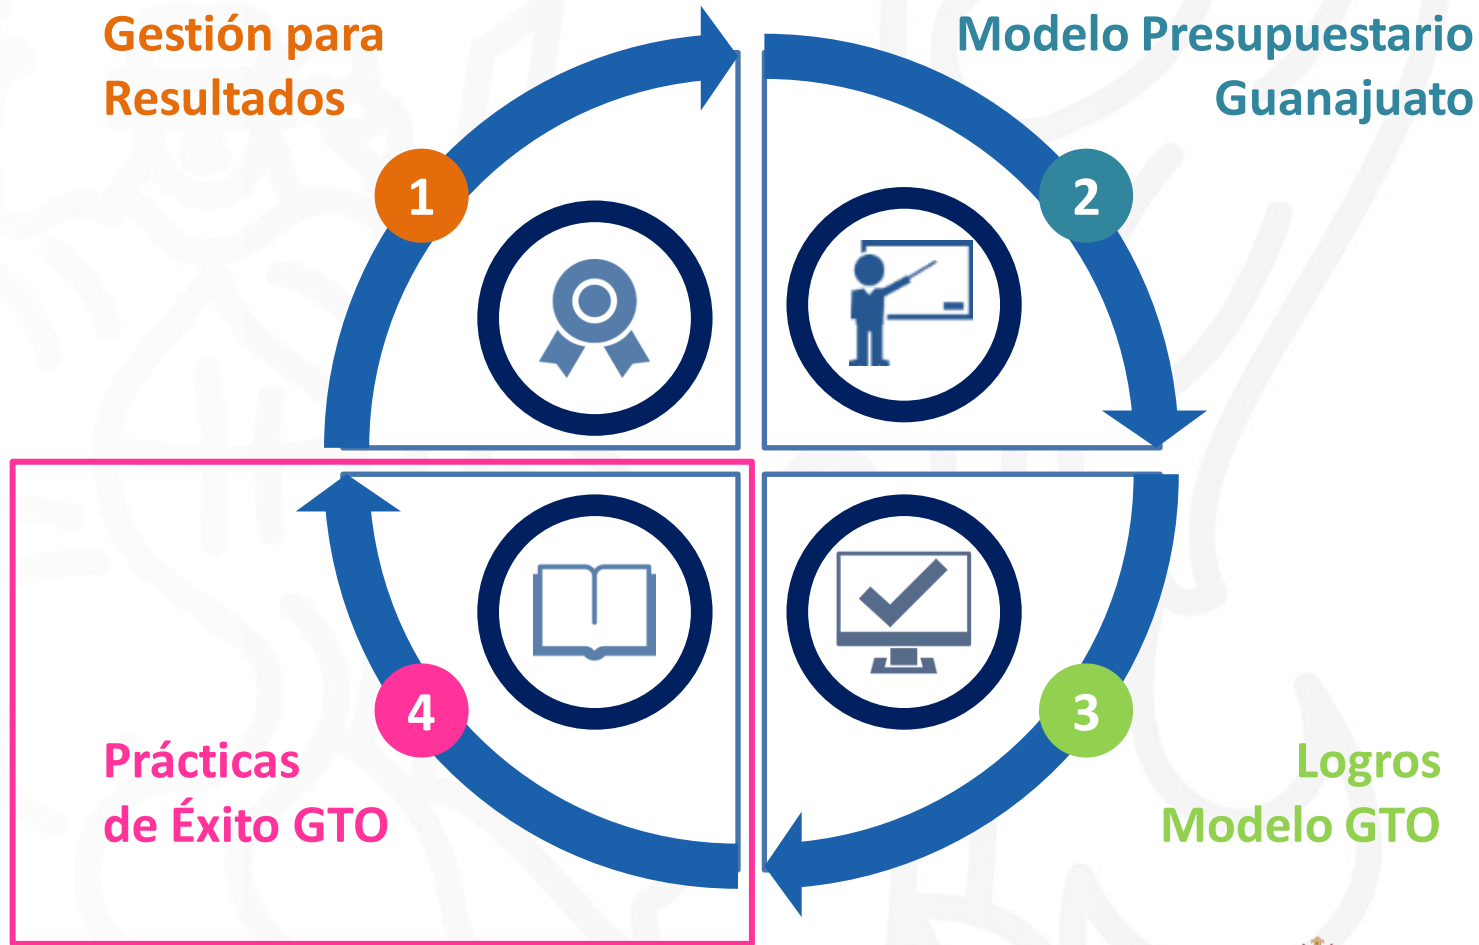 Gestión para
Resultados
1
Modelo Presupuestario
Guanajuato
2
3
Logros
Modelo GTO
4
Prácticas
de Éxito GTO